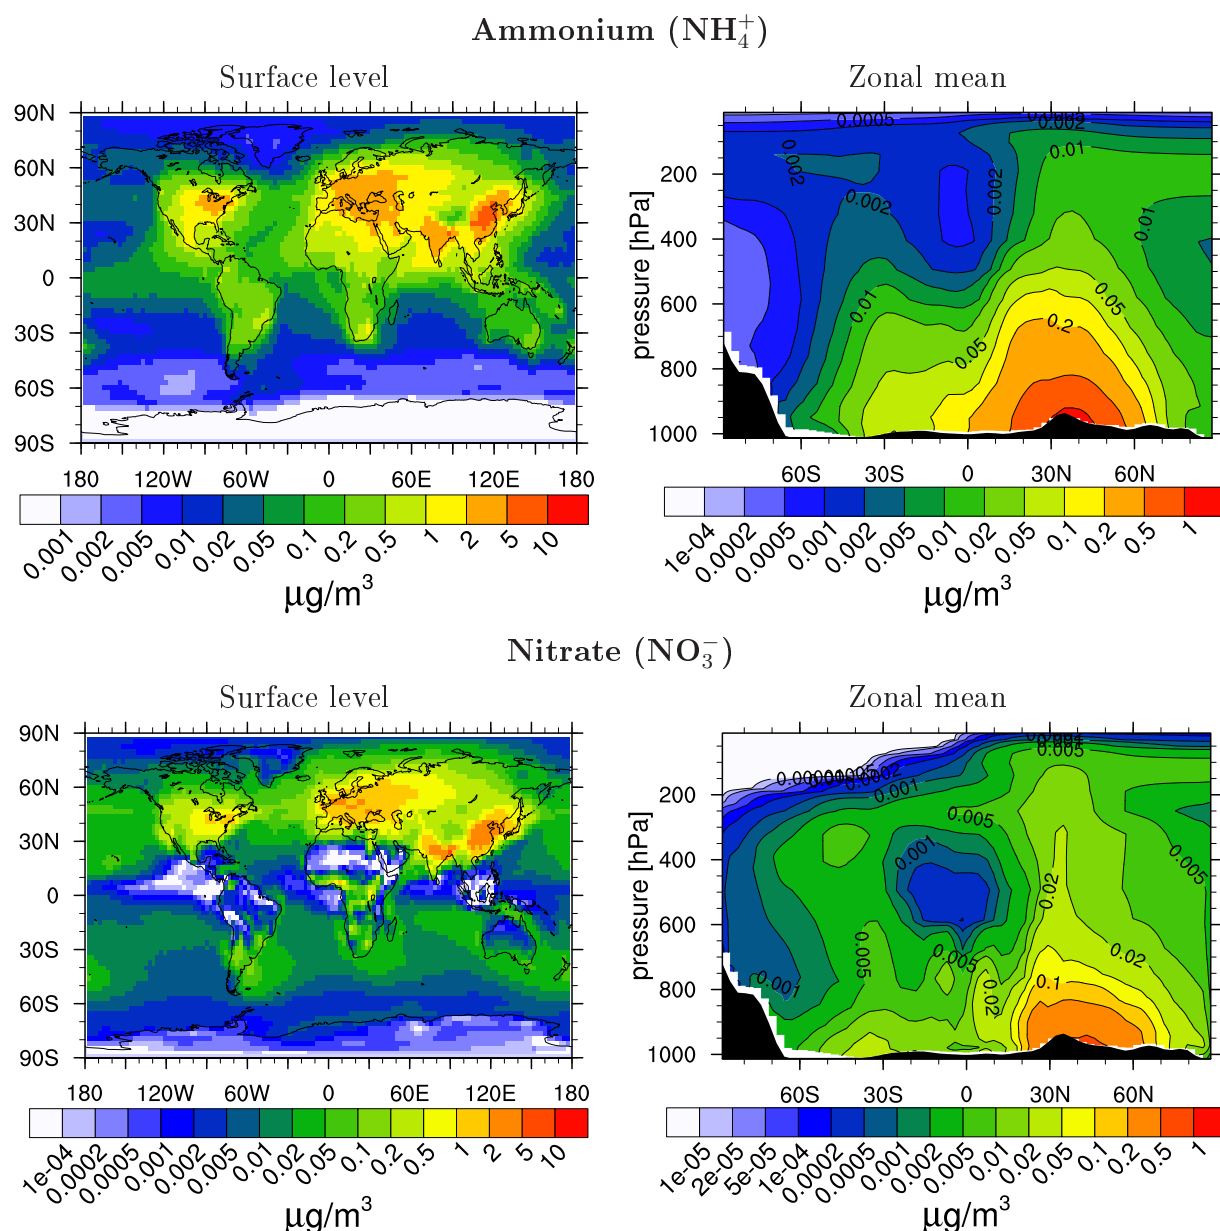 Ammonium (NH₄⁺)
Surface level
Zonal mean
90N
60N
30N
0
30S
60S
90S
180 120W 60W 0 60E 120E 180
0.001 0.002 0.005 0.01 0.02 0.05 0.1 0.2 0.5 1 2 5 10
μg/m³
pressure [hPa]
200
400
600
800
1000
0.0005
0.002
0.01
0.002
0.002
0.002
0.01
0.01
0.05
0.2
0.05
60S 30S 0 30N 60N
1e-04 0.0002 0.0005 0.001 0.002 0.005 0.01 0.02 0.05 0.1 0.2 0.5 1
μg/m³
Nitrate (NO₃⁻)
Surface level
Zonal mean
90N
60N
30N
0
30S
60S
90S
180 120W 60W 0 60E 120E 180
1e-04 0.0002 0.0005 0.001 0.002 0.005 0.01 0.02 0.05 0.1 0.2 0.5 1 2 5 10
μg/m³
pressure [hPa]
200
400
600
800
1000
0.005
0.002
0.001
0.005
0.001
0.005
0.02
0.005
0.005
0.02
0.001
0.02
0.1
60S 30S 0 30N 60N
1e-05 2e-05 5e-05 1e-04 0.0002 0.0005 0.001 0.002 0.005 0.01 0.02 0.05 0.1 0.2 0.5 1
μg/m³